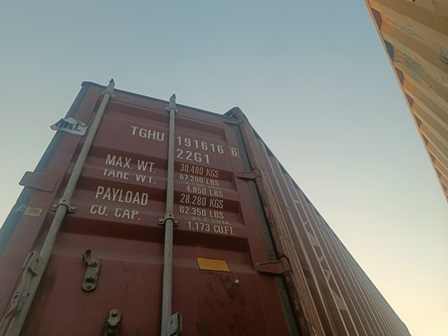 TGHU 191616 6
22G1
MAX. WT. 30.480 KGS
67.200 LBS
TARE WT.
4.850 LBS
PAYLOAD 28.280 KGS
62.350 LBS
CU. CAP.
1.173 CU.FT.